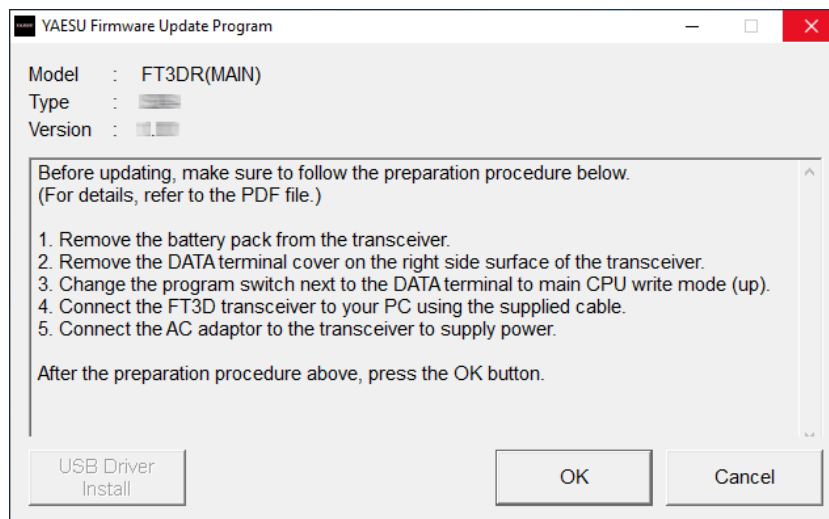 YAESU Firmware Update Program
Model : FT3DR(MAIN)
Type :
Version :
Before updating, make sure to follow the preparation procedure below.
(For details, refer to the PDF file.)
1. Remove the battery pack from the transceiver.
2. Remove the DATA terminal cover on the right side surface of the transceiver.
3. Change the program switch next to the DATA terminal to main CPU write mode (up).
4. Connect the FT3D transceiver to your PC using the supplied cable.
5. Connect the AC adaptor to the transceiver to supply power.
After the preparation procedure above, press the OK button.
USB Driver
Install
OK
Cancel